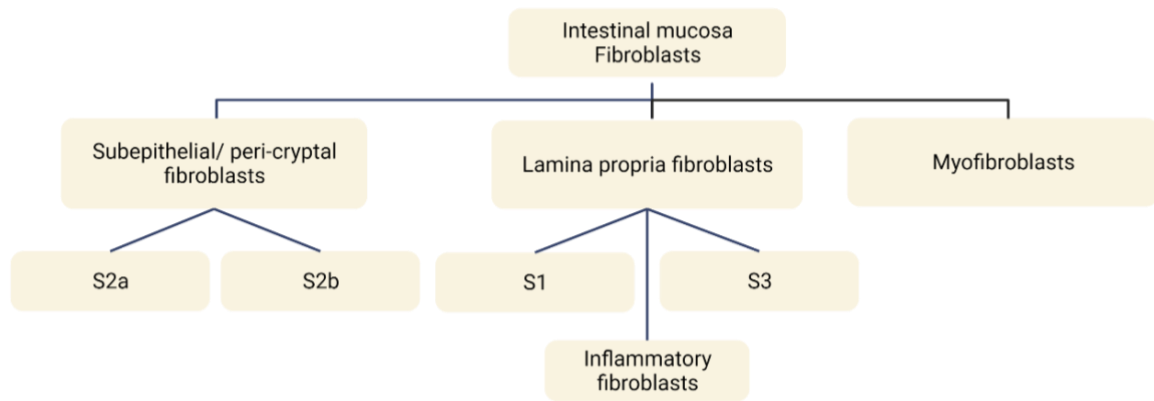 Intestinal mucosa
Fibroblasts
Subepithelial/ peri-cryptal
fibroblasts
Lamina propria fibroblasts
Myofibroblasts
S2a
S2b
S1
S3
Inflammatory
fibroblasts